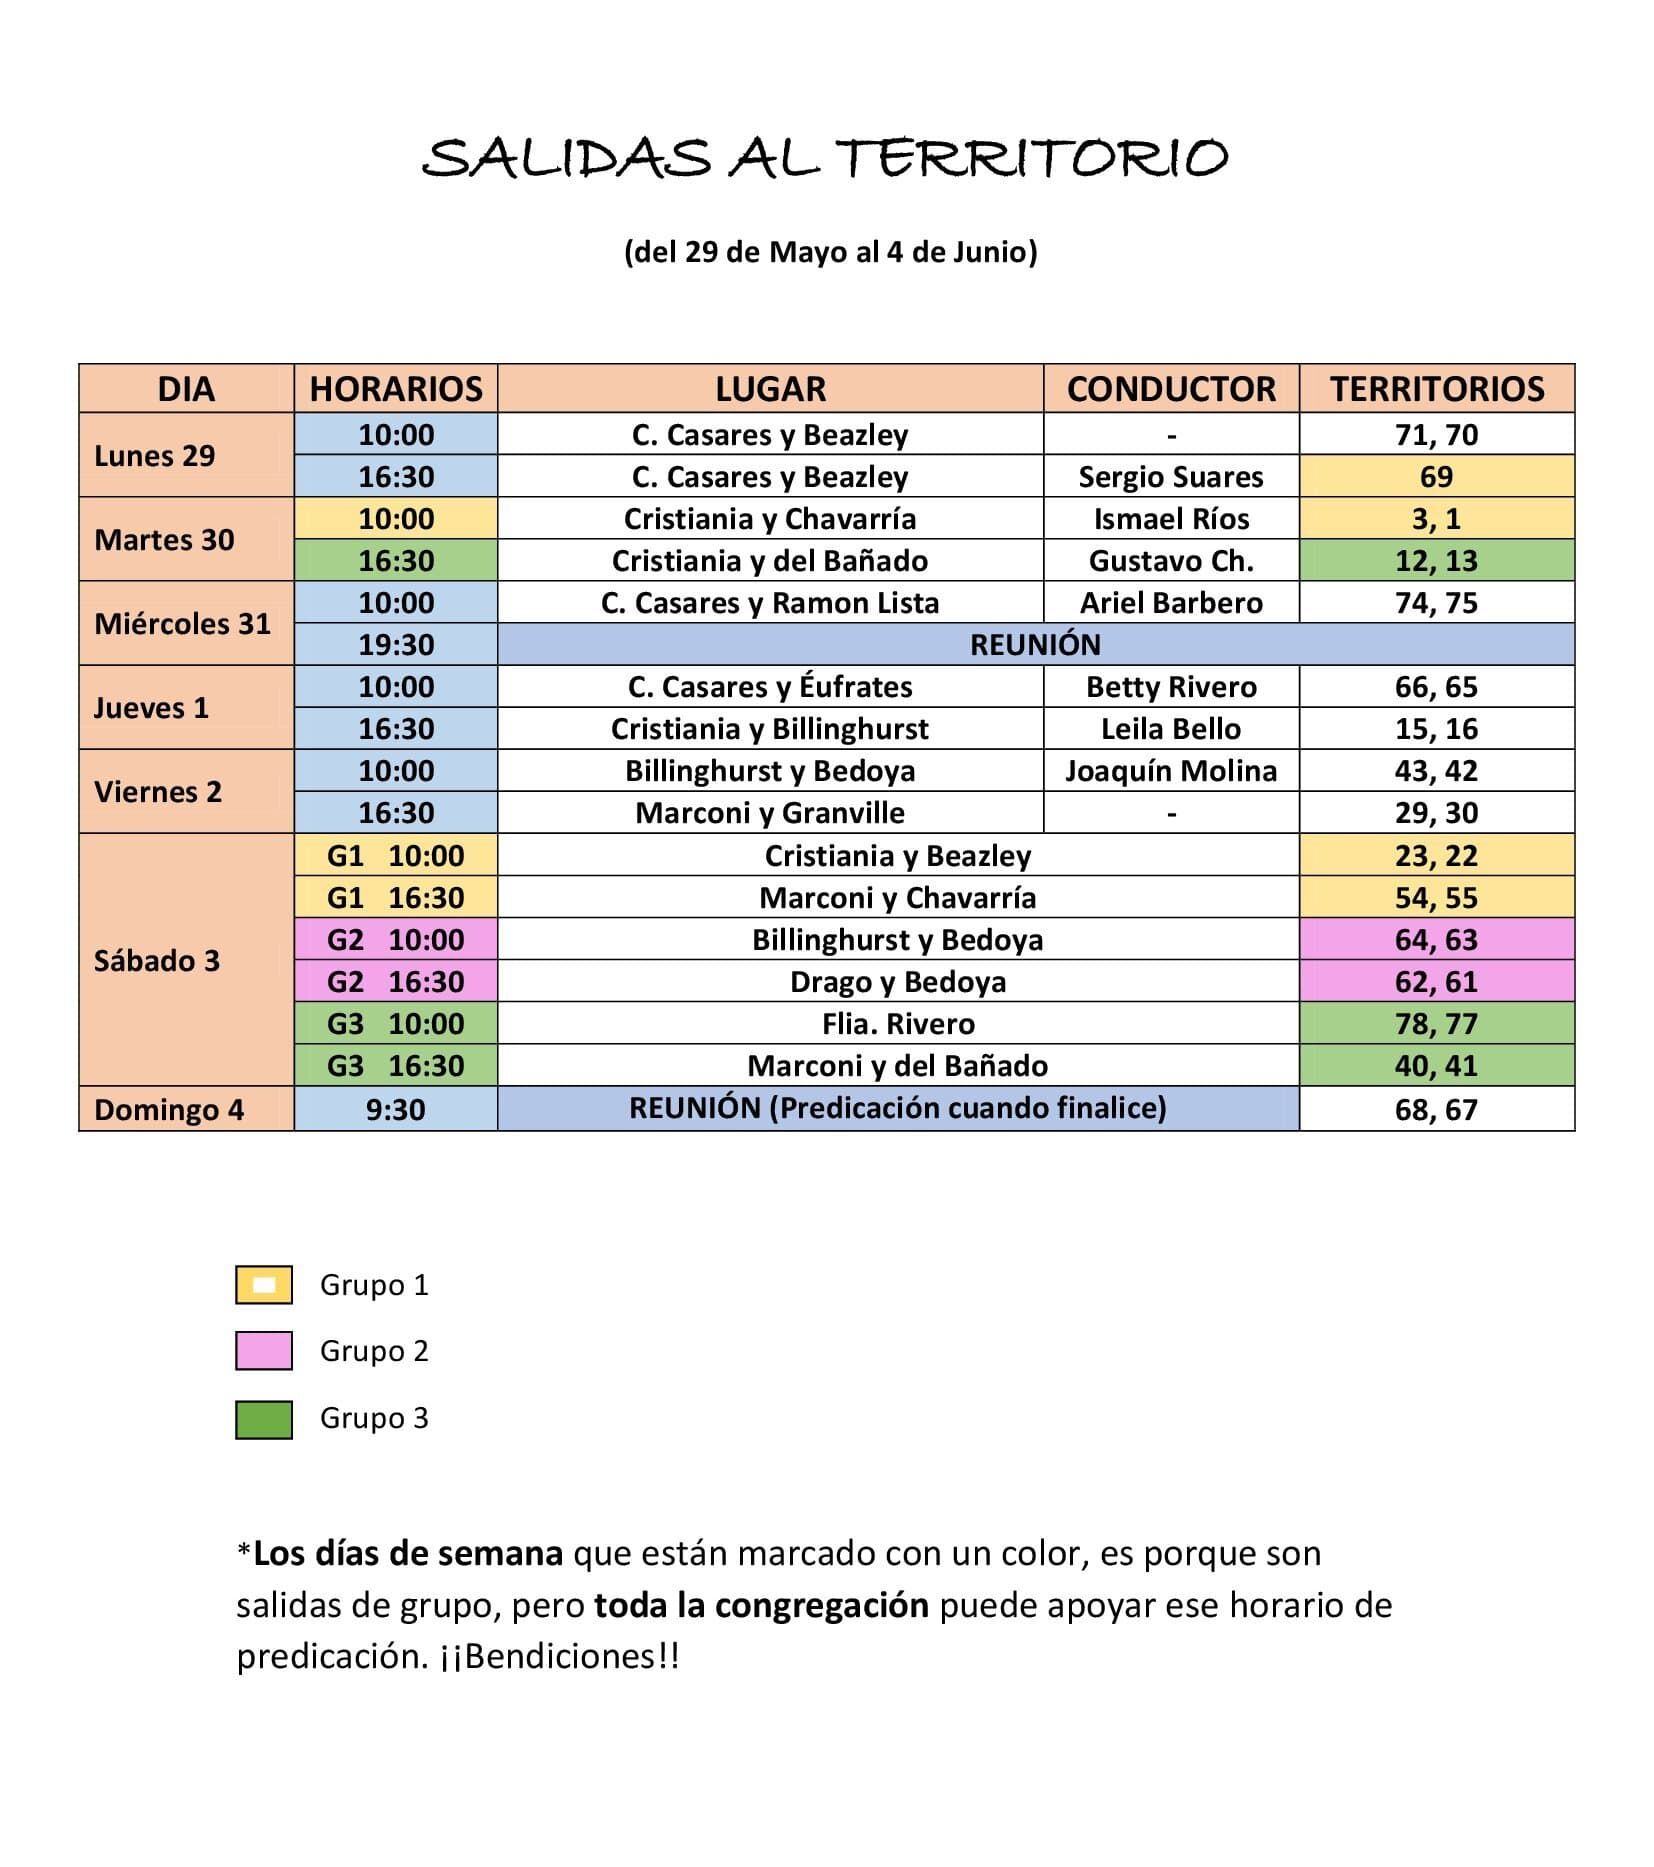 SALIDAS AL TERRITORIO
(del 29 de Mayo al 4 de Junio)
DIA HORARIOS LUGAR CONDUCTOR TERRITORIOS
Lunes 29
10:00 C. Casares y Beazley - 71, 70
16:30 C. Casares y Beazley Sergio Suares 69
Martes 30
10:00 Cristiania y Chavarría Ismael Ríos 3, 1
16:30 Cristiania y del Bañado Gustavo Ch. 12, 13
Miércoles 31
10:00 C. Casares y Ramon Lista Ariel Barbero 74, 75
19:30 REUNIÓN
Jueves 1
10:00 C. Casares y Éufrates Betty Rivero 66, 65
16:30 Cristiania y Billinghurst Leila Bello 15, 16
Viernes 2
10:00 Billinghurst y Bedoya Joaquín Molina 43, 42
16:30 Marconi y Granville - 29, 30
Sábado 3
G1 10:00 Cristiania y Beazley 23, 22
G1 16:30 Marconi y Chavarría 54, 55
G2 10:00 Billinghurst y Bedoya 64, 63
G2 16:30 Drago y Bedoya 62, 61
G3 10:00 Flia. Rivero 78, 77
G3 16:30 Marconi y del Bañado 40, 41
Domingo 4 9:30 REUNIÓN (Predicación cuando finalice) 68, 67
Grupo 1
Grupo 2
Grupo 3
*Los días de semana que están marcado con un color, es porque son
salidas de grupo, pero toda la congregación puede apoyar ese horario de
predicación. ¡¡Bendiciones!!